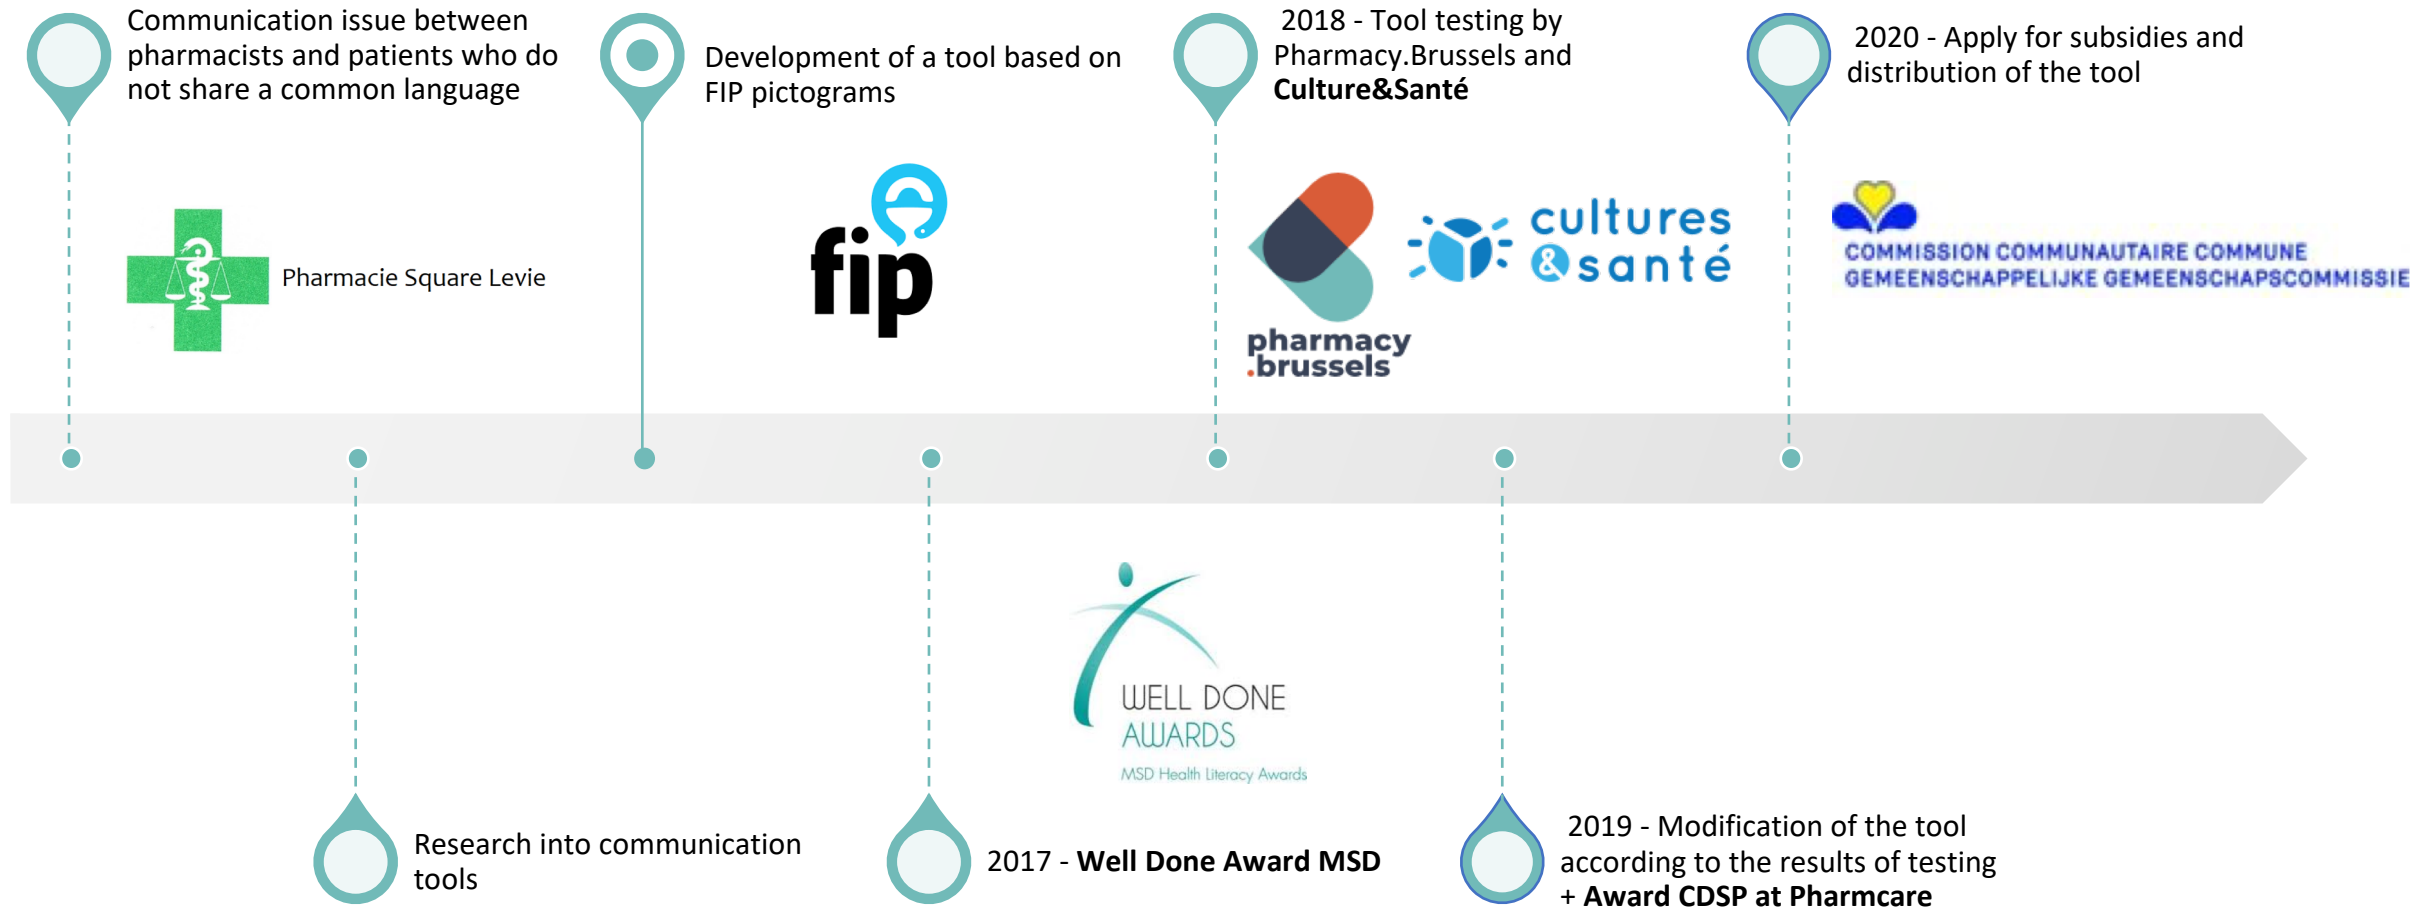 Communication issue between
pharmacists and patients who do
not share a common language
Pharmacie Square Levie
Research into communication
tools
Development of a tool based on
FIP pictograms
fip
2017 - Well Done Award MSD
WELL DONE
AWARDS
MSD Health Literacy Awards
2018 - Tool testing by
Pharmacy.Brussels and
Culture&Santé
pharmacy
.brussels
cultures
&santé
2019 - Modification of the tool
according to the results of testing
+ Award CDSP at Pharmcare
2020 - Apply for subsidies and
distribution of the tool
COMMISSION COMMUNAUTAIRE COMMUNE
GEMEENSCHAPPELIJKE GEMEENSCHAPSCOMMISSIE